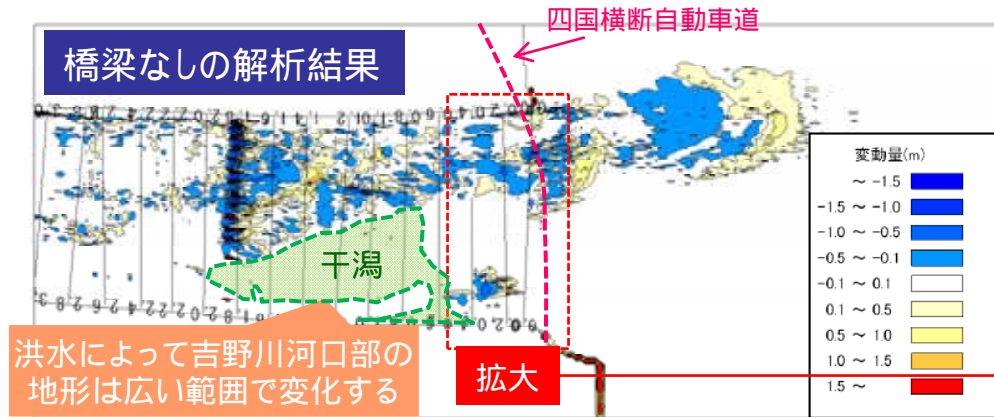 四国横断自動車道
橋梁なしの解析結果
変動量(m)
～ -1.5
-1.5 ～ -1.0
-1.0 ～ -0.5
-0.5 ～ -0.1
-0.1 ～ 0.1
0.1 ～ 0.5
0.5 ～ 1.0
1.0 ～ 1.5
1.5 ～
干潟
洪水によって吉野川河口部の
地形は広い範囲で変化する
拡大